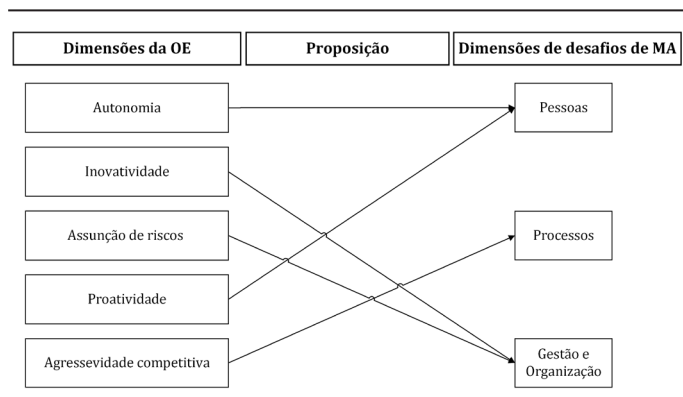 Dimensões da OE
Proposição
Dimensões de desafios de MA
Autonomia
Pessoas
Inovatividade
Assunção de riscos
Processos
Proatividade
Agressevidade competitiva
Gestão e
Organização